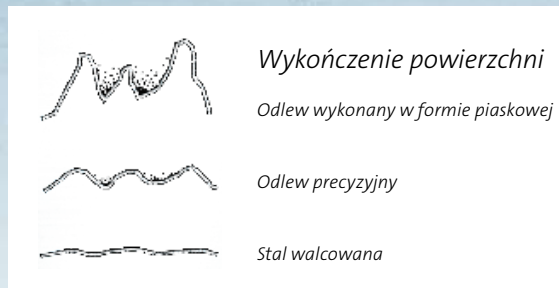 Wykończenie powierzchni
Odlew wykonany w formie piaskowej
Odlew precyzyjny
Stal walcowana